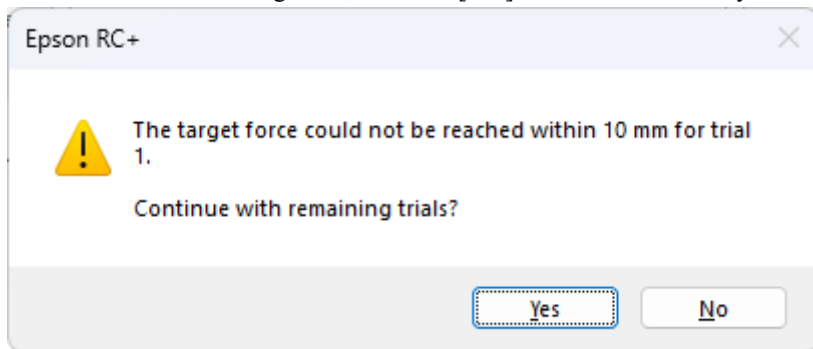 Epson RC+
The target force could not be reached within 10 mm for trial
1.
Continue with remaining trials?
Yes
No